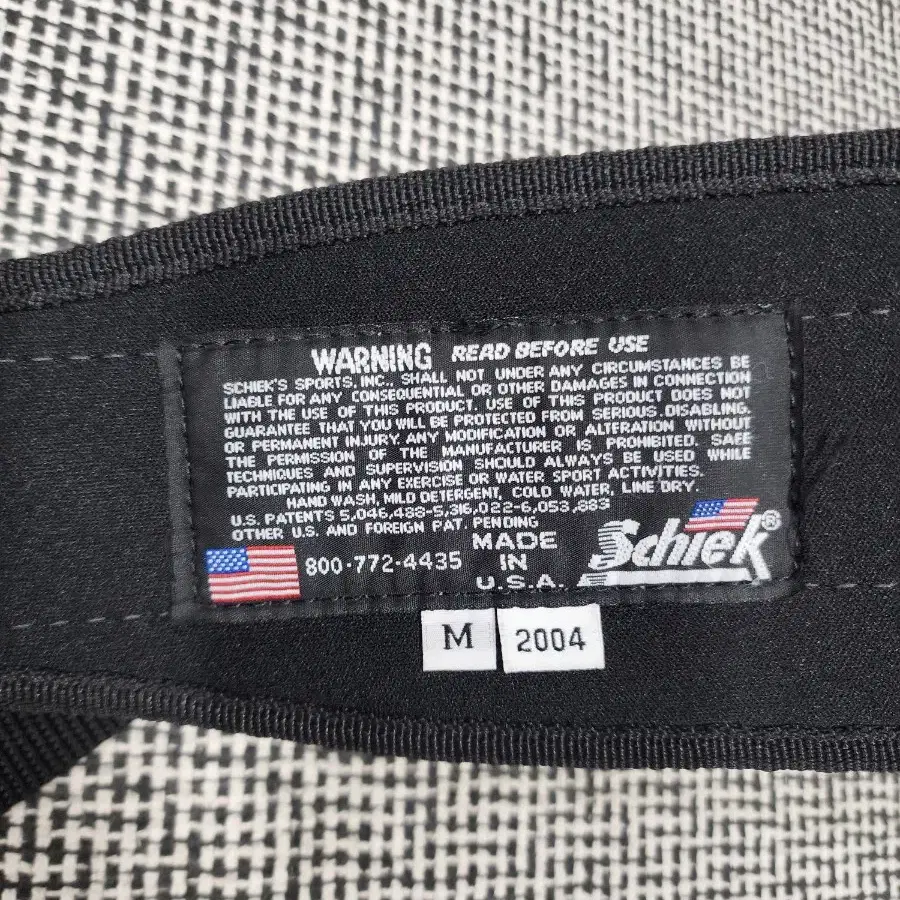 WARNING READ BEFORE USE
SCHIEK'S SPORTS, INC., SHALL NOT UNDER ANY CIRCUMSTANCES BE
LIABLE FOR ANY CONSEQUENTIAL OR OTHER DAMAGES IN CONNECTION
WITH THE USE OF THIS PRODUCT. USE OF THIS PRODUCT DOES NOT
GUARANTEE THAT YOU WILL BE PROTECTED FROM SERIOUS, DISABLING,
OR PERMANENT INJURY. ANY MODIFICATION OR ALTERATION WITHOUT
THE PERMISSION OF THE MANUFACTURER IS PROHIBITED. SAFE
TECHNIQUES AND SUPERVISION SHOULD ALWAYS BE USED WHILE
PARTICIPATING IN ANY EXERCISE OR WATER SPORT ACTIVITIES.
HAND WASH, MILD DETERGENT, COLD WATER, LINE DRY.
U.S. PATENTS 5,046,488-5,316,022-6,053,883
OTHER U.S. AND FOREIGN PAT. PENDING
800-772-4435
MADE
IN
U.S.A.
Schiek®
M
2004